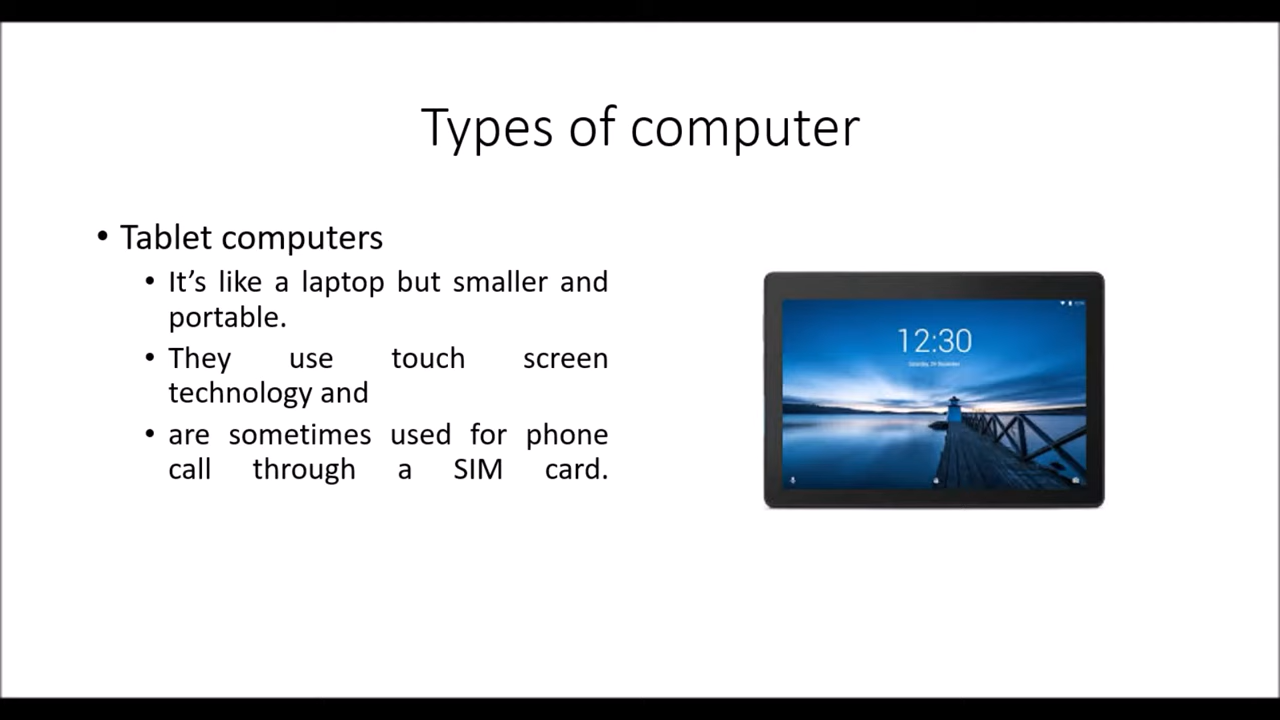 Types of computer
• Tablet computers
• It’s like a laptop but smaller and
portable.
• They use touch screen
technology and
• are sometimes used for phone
call through a SIM card.
12:30